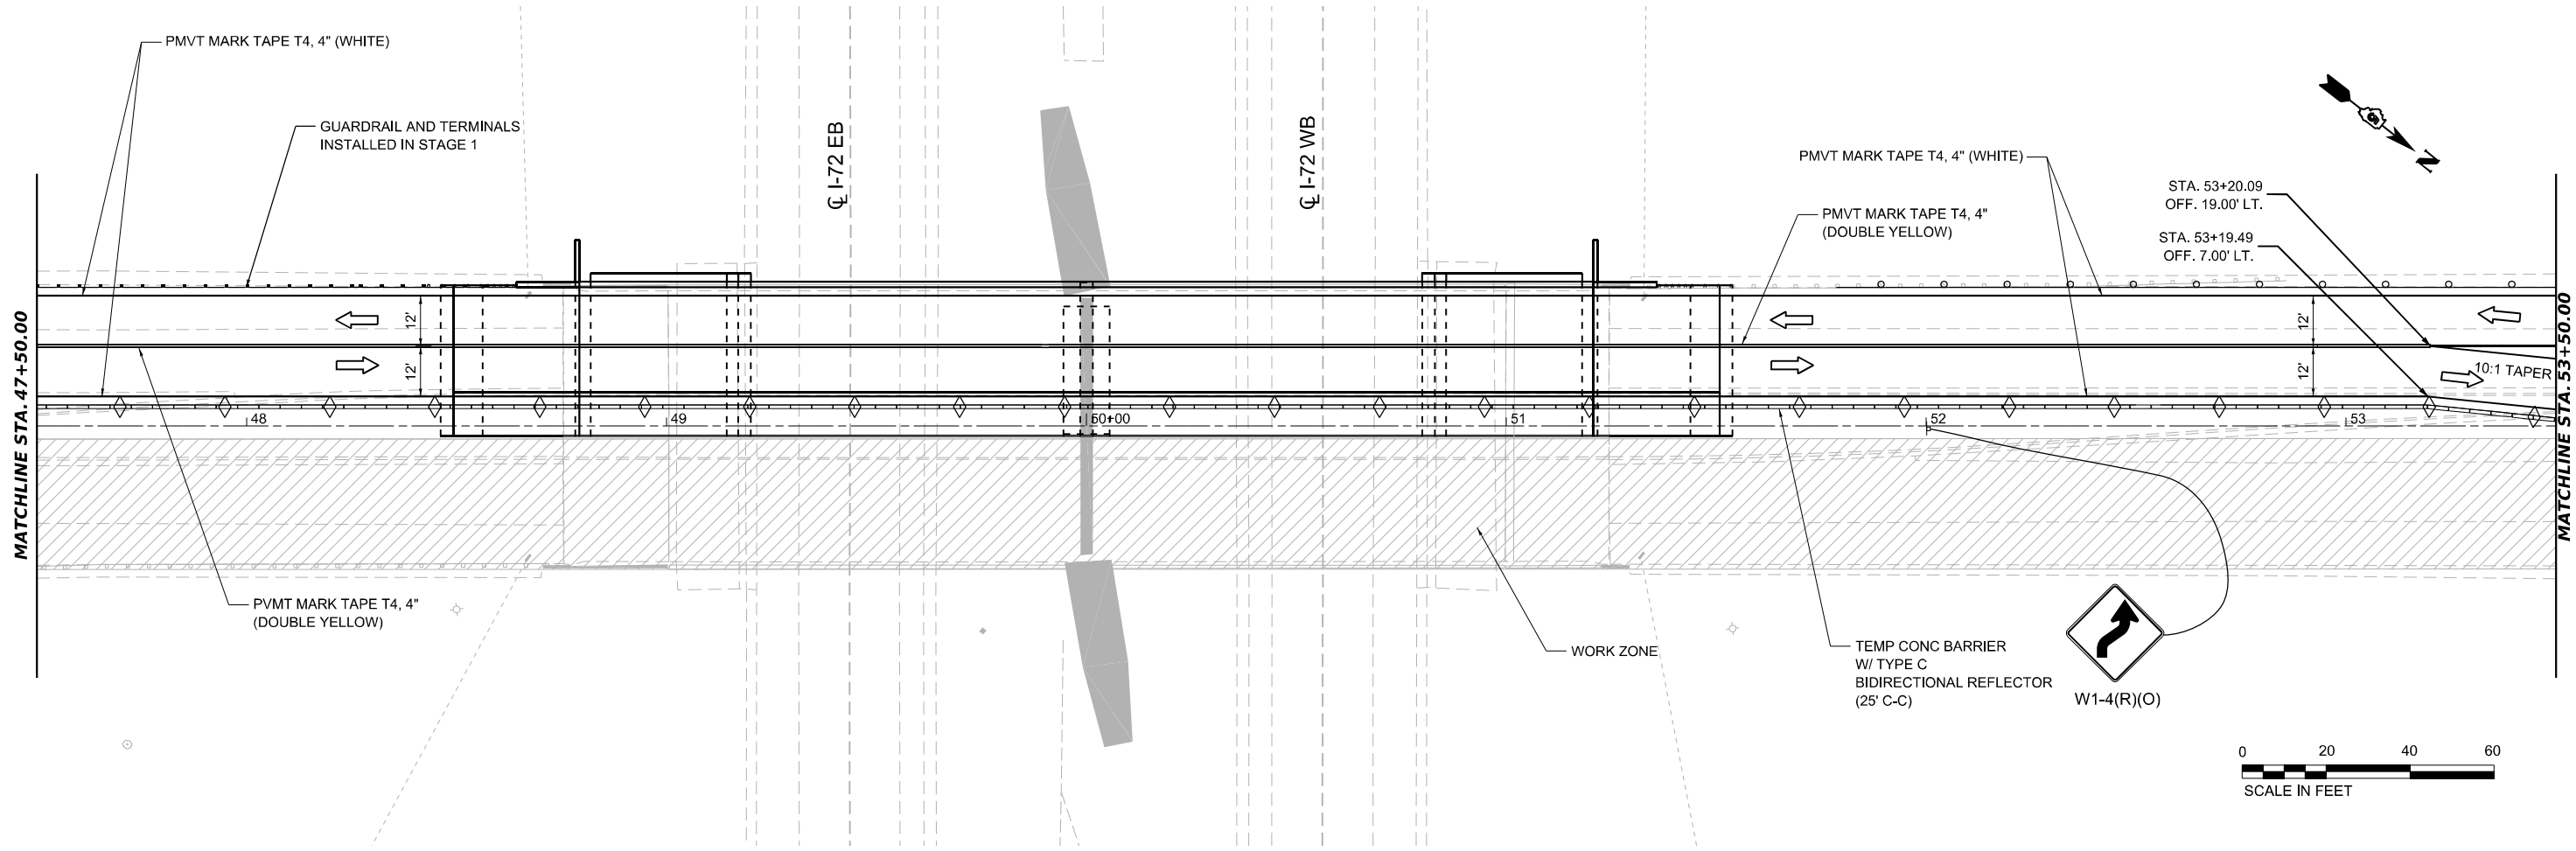 PMVT MARK TAPE T4, 4" (WHITE)
GUARDRAIL AND TERMINALS
INSTALLED IN STAGE 1
℄ I-72 EB
℄ I-72 WB
PMVT MARK TAPE T4, 4" (WHITE)
PMVT MARK TAPE T4, 4"
(DOUBLE YELLOW)
STA. 53+20.09
OFF. 19.00' LT.
STA. 53+19.49
OFF. 7.00' LT.
N
MATCHLINE STA. 47+50.00
MATCHLINE STA. 53+50.00
12'
12'
12'
12'
10:1 TAPER
48
49
50+00
51
52
53
PVMT MARK TAPE T4, 4"
(DOUBLE YELLOW)
WORK ZONE
TEMP CONC BARRIER
W/ TYPE C
BIDIRECTIONAL REFLECTOR
(25' C-C)
W1-4(R)(O)
0 20 40 60
SCALE IN FEET